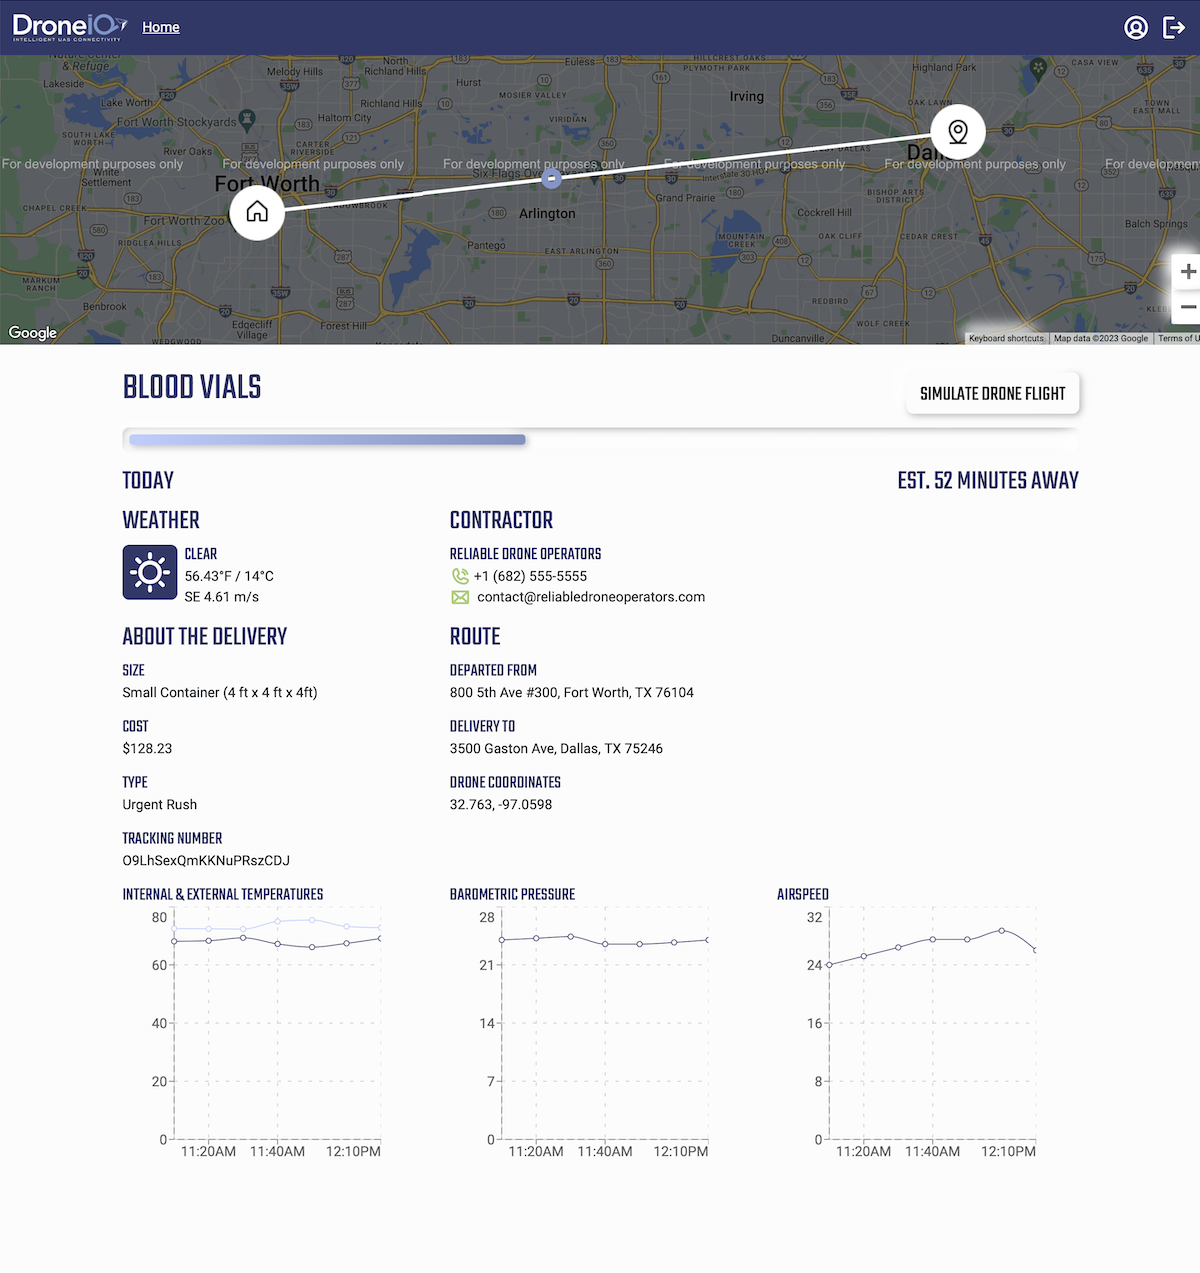 DroneIO
INTELLIGENT UAS CONNECTIVITY
Home
& Refuge
Lakeside
Lake Worth
Fort Worth Stockyards
SOUTH LAKE
WORTH
River Oaks
White
Settlement
CHAPEL CREEK
Fort Worth Zoo
RIDGLEA HILLS
MARKUM
RANCH
Benbrook
Edgecliff
Village
Forest Hill
WEDGWOOD
Melody Hills
North
Richland Hills
Richland Hills
Haltom City
CARTER
RIVERSIDE
Fort Worth
Hurst
Euless
MOSIER VALLEY
VIRIDIAN
Arlington
Pantego
EAST ARLINGTON
Irving
HILLCREST OAKS
PLYMOUTH PARK
Interstate 30 HOV
Grand Prairie
MOUNTAIN
CREEK
Highland Park
OAK LAWN
BISHOP ARTS
DISTRICT
Cockrell Hill
OAK CLIFF
CEDAR CREST
REDBIRD
WOLF CREEK
Duncanville
CASA VIEW
TOWN
EAST MALL
Balch Springs
For development purposes only
For development purposes only
For development purposes only
For development purposes only
For development purposes only
For developmen
Google
Keyboard shortcuts
Map data ©2023 Google
Terms of U
BLOOD VIALS
SIMULATE DRONE FLIGHT
TODAY
EST. 52 MINUTES AWAY
WEATHER
CLEAR
56.43°F / 14°C
SE 4.61 m/s
CONTRACTOR
RELIABLE DRONE OPERATORS
+1 (682) 555-5555
contact@reliabledroneoperators.com
ABOUT THE DELIVERY
SIZE
Small Container (4 ft x 4 ft x 4ft)
COST
$128.23
TYPE
Urgent Rush
TRACKING NUMBER
O9LhSexQmKKNuPRszCDJ
ROUTE
DEPARTED FROM
800 5th Ave #300, Fort Worth, TX 76104
DELIVERY TO
3500 Gaston Ave, Dallas, TX 75246
DRONE COORDINATES
32.763, -97.0598
INTERNAL & EXTERNAL TEMPERATURES
80
60
40
20
0
11:20AM 11:40AM 12:10PM
BAROMETRIC PRESSURE
28
21
14
7
0
11:20AM 11:40AM 12:10PM
AIRSPEED
32
24
16
8
0
11:20AM 11:40AM 12:10PM